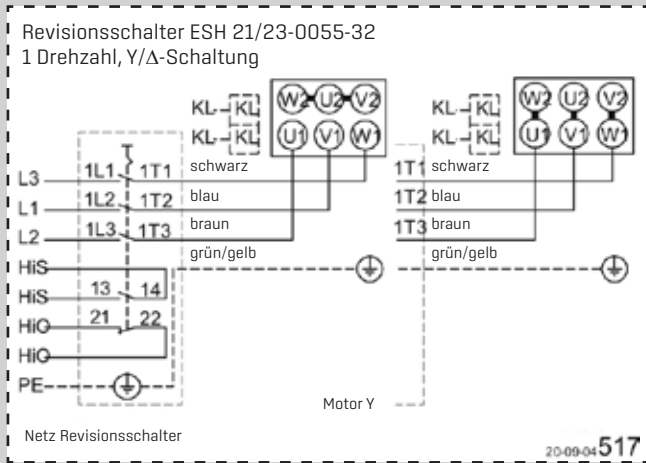 Revisionsschalter ESH 21/23-0055-32
1 Drehzahl, Y/Δ-Schaltung
KL KL W2 U2 V2
KL KL U1 V1 W1
KL KL W2 U2 V2
KL KL U1 V1 W1
L3 1L1 1T1 schwarz
L1 1L2 1T2 blau
L2 1L3 1T3 braun
grün/gelb
1T1 schwarz
1T2 blau
1T3 braun
grün/gelb
HiS
HiS 13 14
HiO 21 22
HiO
PE
Motor Y
Netz Revisionsschalter
20-09-04 517